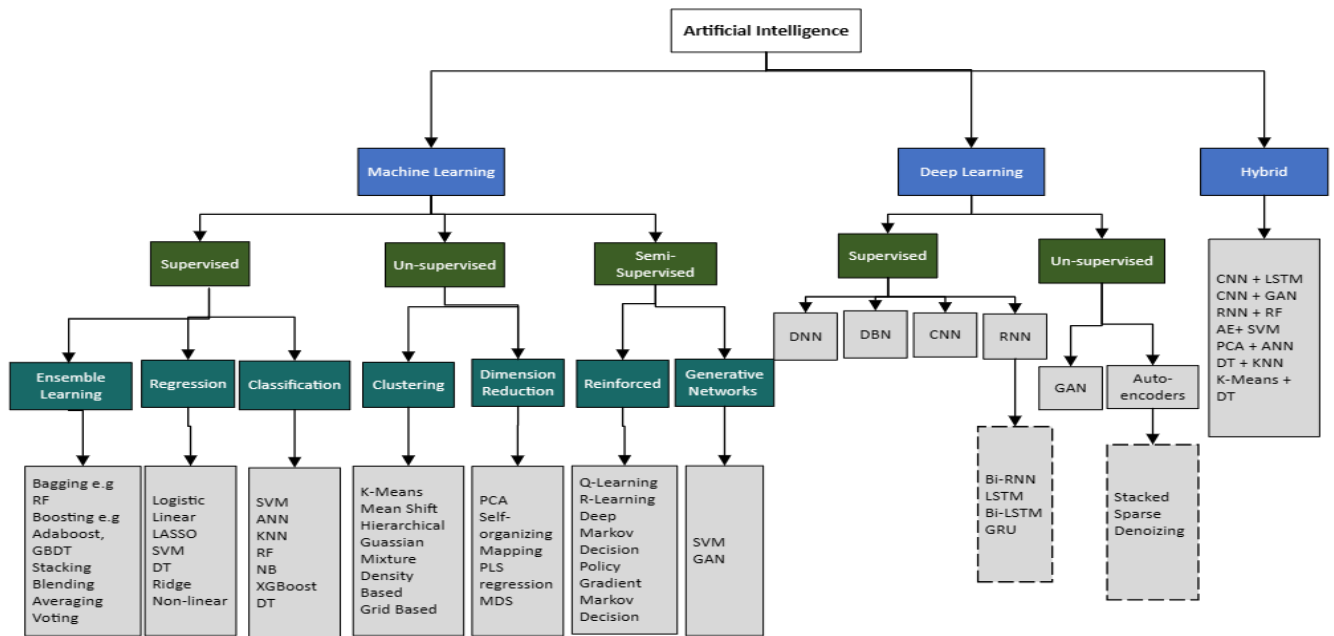 Artificial Intelligence
Machine Learning
Deep Learning
Hybrid
Supervised
Un-supervised
Semi-
Supervised
Supervised
Un-supervised
DNN
DBN
CNN
RNN
GAN
Auto-
encoders
CNN + LSTM
CNN + GAN
RNN + RF
AE+ SVM
PCA + ANN
DT + KNN
K-Means +
DT
Ensemble
Learning
Regression
Classification
Clustering
Dimension
Reduction
Reinforced
Generative
Networks
Bagging e.g
RF
Boosting e.g
Adaboost,
GBDT
Stacking
Blending
Averaging
Voting
Logistic
Linear
LASSO
SVM
DT
Ridge
Non-linear
SVM
ANN
KNN
RF
NB
XGBoost
DT
K-Means
Mean Shift
Hierarchical
Guassian
Mixture
Density
Based
Grid Based
PCA
Self-
organizing
Mapping
PLS
regression
MDS
Q-Learning
R-Learning
Deep
Markov
Decision
Policy
Gradient
Markov
Decision
SVM
GAN
Bi-RNN
LSTM
Bi-LSTM
GRU
Stacked
Sparse
Denoizing